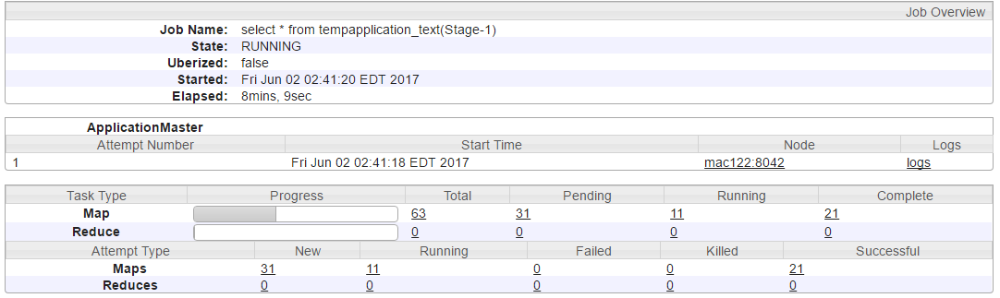 Job Overview
Job Name: select * from tempapplication_text(Stage-1)
State: RUNNING
Uberized: false
Started: Fri Jun 02 02:41:20 EDT 2017
Elapsed: 8mins, 9sec
ApplicationMaster
Attempt Number Start Time Node Logs
1 Fri Jun 02 02:41:18 EDT 2017 mac122:8042 logs
Task Type Progress Total Pending Running Complete
Map 63 31 11 21
Reduce 0 0 0 0
Attempt Type New Running Failed Killed Successful
Maps 31 11 0 0 21
Reduces 0 0 0 0 0